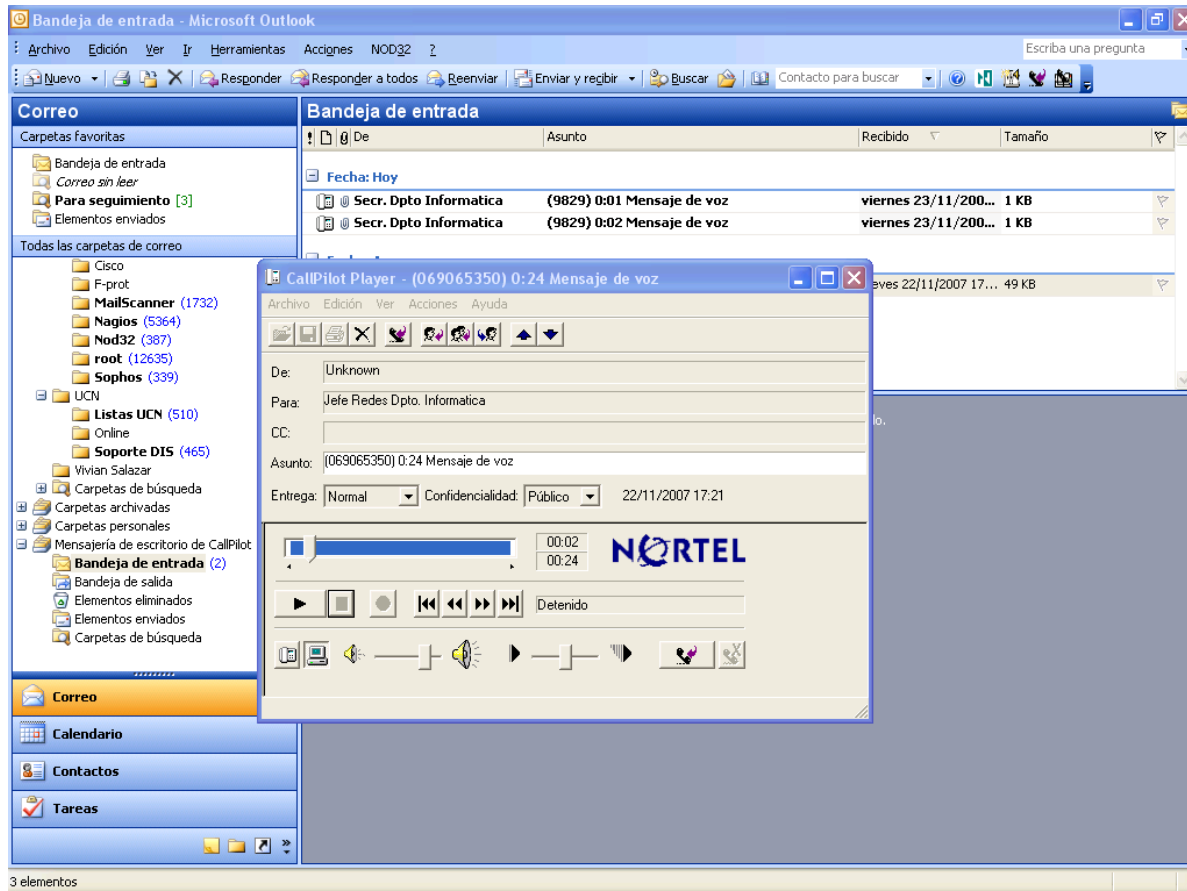 Bandeja de entrada - Microsoft Outlook
Archivo Edición Ver Ir Herramientas Acciones NOD32 ? Escriba una pregunta
Nuevo Responder Responder a todos Reenviar Enviar y recibir Buscar Contacto para buscar
Correo
Carpetas favoritas
Bandeja de entrada
Correo sin leer
Para seguimiento [3]
Elementos enviados
Todas las carpetas de correo
Cisco
F-prot
MailScanner (1732)
Nagios (5364)
Nod32 (387)
root (12635)
Sophos (339)
UCN
Listas UCN (510)
Online
Soporte DIS (465)
Vivian Salazar
Carpetas de búsqueda
Carpetas archivadas
Carpetas personales
Mensajería de escritorio de CallPilot
Bandeja de entrada (2)
Bandeja de salida
Elementos eliminados
Elementos enviados
Carpetas de búsqueda
Correo
Calendario
Contactos
Tareas
3 elementos
Bandeja de entrada
De Asunto Recibido Tamaño
Fecha: Hoy
Secr. Dpto Informatica (9829) 0:01 Mensaje de voz viernes 23/11/200... 1 KB
Secr. Dpto Informatica (9829) 0:02 Mensaje de voz viernes 23/11/200... 1 KB
eves 22/11/2007 17... 49 KB
lo.
CallPilot Player - (069065350) 0:24 Mensaje de voz
Archivo Edición Ver Acciones Ayuda
De: Unknown
Para: Jefe Redes Dpto. Informatica
CC:
Asunto: (069065350) 0:24 Mensaje de voz
Entrega: Normal Confidencialidad: Público 22/11/2007 17:21
00:02
00:24
NORTEL
Detenido